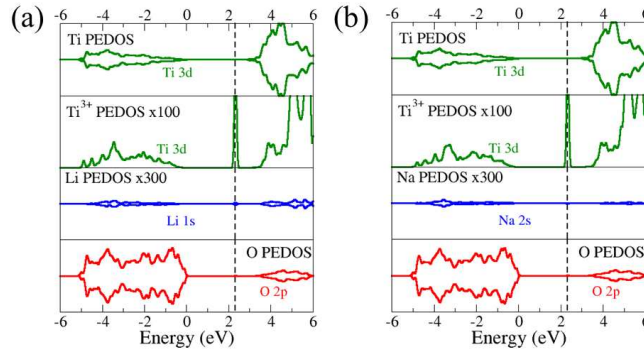 (a)
-6 -4 -2 0 2 4 6
Ti PEDOS
Ti 3d
Ti3+ PEDOS x100
Ti 3d
Li PEDOS x300
Li 1s
O PEDOS
O 2p
-6 -4 -2 0 2 4 6
Energy (eV)
(b)
-6 -4 -2 0 2 4 6
Ti PEDOS
Ti 3d
Ti3+ PEDOS x100
Ti 3d
Na PEDOS x300
Na 2s
O PEDOS
O 2p
-6 -4 -2 0 2 4 6
Energy (eV)